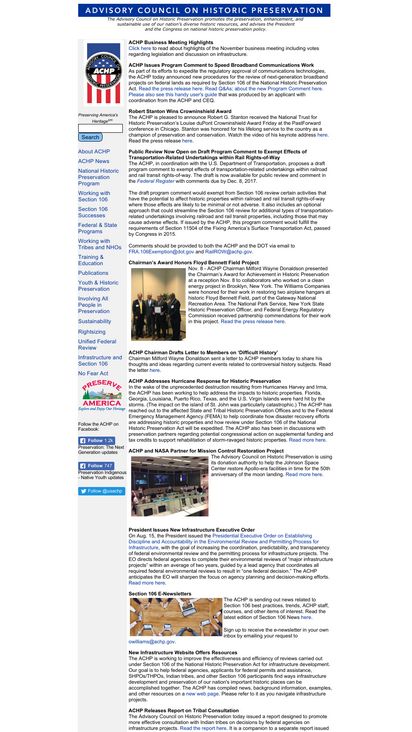 ADVISORY COUNCIL ON HISTORIC PRESERVATION
The Advisory Council on Historic Preservation promotes the preservation, enhancement, and
sustainable use of our nation's diverse historic resources, and advises the President
and the Congress on national historic preservation policy.
ACHP
Preserving America's
Heritage
Search
About ACHP
ACHP News
National Historic
Preservation
Program
Working with
Section 106
Section 106
Successes
Federal & State
Programs
Working with
Tribes and NHOs
Training &
Education
Publications
Youth & Historic
Preservation
Involving All
People in
Preservation
Sustainability
Rightsizing
Unified Federal
Review
Infrastructure and
Section 106
No Fear Act
PRESERVE
AMERICA
Explore and Enjoy Our Heritage
Follow the ACHP on
Facebook:
Follow 1.2k
Preservation: The Next
Generation updates
Follow 747
Preservation Indigenous
- Native Youth updates
Follow @usachp
ACHP Business Meeting Highlights
Click here to read about highlights of the November business meeting including votes
regarding legislation and discussion on infrastructure.
ACHP Issues Program Comment to Speed Broadband Communications Work
As part of its efforts to expedite the regulatory approval of communications technologies,
the ACHP today announced new procedures for the review of next-generation broadband
projects on federal lands as required by Section 106 of the National Historic Preservation
Act. Read the press release here. Read Q&As; about the new Program Comment here.
Please also see this handy user's guide that was produced by an applicant with
coordination from the ACHP and CEQ.
Robert Stanton Wins Crowninshield Award
The ACHP is pleased to announce Robert G. Stanton received the National Trust for
Historic Preservation's Louise duPont Crowninshield Award Friday at the PastForward
conference in Chicago. Stanton was honored for his lifelong service to the country as a
champion of preservation and conservation. Watch the video of his keynote address here.
Read the press release here.
Public Review Now Open on Draft Program Comment to Exempt Effects of
Transportation-Related Undertakings within Rail Rights-of-Way
The ACHP, in coordination with the U.S. Department of Transportation, proposes a draft
program comment to exempt effects of transportation-related undertakings within railroad
and rail transit rights-of-way. The draft is now available for public review and comment in
the Federal Register with comments due by Dec. 8, 2017.
The draft program comment would exempt from Section 106 review certain activities that
have the potential to affect historic properties within railroad and rail transit rights-of-way
where those effects are likely to be minimal or not adverse. It also includes an optional
approach that could streamline the Section 106 review for additional types of transportation-
related undertakings involving railroad and rail transit properties, including those that may
cause adverse effects. If issued by the ACHP, this program comment would fulfill the
requirements of Section 11504 of the Fixing America's Surface Transportation Act, passed
by Congress in 2015.
Comments should be provided to both the ACHP and the DOT via email to
FRA.106Exemption@dot.gov and RailROW@achp.gov.
Chairman's Award Honors Floyd Bennett Field Project
Nov. 8 - ACHP Chairman Milford Wayne Donaldson presented
the Chairman's Award for Achievement in Historic Preservation
at a reception Nov. 8 to collaborators who worked on a clean
energy project in Brooklyn, New York. The Williams Companies
were honored for their work in restoring two airplane hangars at
historic Floyd Bennett Field, part of the Gateway National
Recreation Area. The National Park Service, New York State
Historic Preservation Officer, and Federal Energy Regulatory
Commission received partnership commendations for their work
in this project. Read the press release here.
ACHP Chairman Drafts Letter to Members on 'Difficult History'
Chairman Milford Wayne Donaldson sent a letter to ACHP members today to share his
thoughts and ideas regarding current events related to controversial history subjects. Read
the letter here.
ACHP Addresses Hurricane Response for Historic Preservation
In the wake of the unprecedented destruction resulting from Hurricanes Harvey and Irma,
the ACHP has been working to help address the impacts to historic properties. Florida,
Georgia, Louisiana, Puerto Rico, Texas, and the U.S. Virgin Islands were hard hit by the
storms. (The impact on the island of St. John was particularly catastrophic.) The ACHP has
reached out to the affected State and Tribal Historic Preservation Offices and to the Federal
Emergency Management Agency (FEMA) to help coordinate how disaster recovery efforts
are addressing historic properties and how review under Section 106 of the National
Historic Preservation Act will be expedited. The ACHP also has been in discussions with
preservation partners regarding potential congressional action on supplemental funding and
tax credits to support rehabilitation of storm-ravaged historic properties. Read more here.
ACHP and NASA Partner for Mission Control Restoration Project
The Advisory Council on Historic Preservation is using
its donation authority to help the Johnson Space
Center restore Apollo-era facilities in time for the 50th
anniversary of the moon landing. Read more here.
President Issues New Infrastructure Executive Order
On Aug. 15, the President issued the Presidential Executive Order on Establishing
Discipline and Accountability in the Environmental Review and Permitting Process for
Infrastructure, with the goal of increasing the coordination, predictability, and transparency
of federal environmental review and the permitting process for infrastructure projects. The
EO directs federal agencies to complete their environmental reviews of "major infrastructure
projects" within an average of two years, guided by a lead agency that coordinates all
required federal environmental reviews to result in "one federal decision." The ACHP
anticipates the EO will sharpen the focus on agency planning and decision-making efforts.
Read more here.
Section 106 E-Newsletters
The ACHP is sending out news related to
Section 106 best practices, trends, ACHP staff,
courses, and other items of interest. Read the
latest edition of Section 106 News here.
Sign up to receive the e-newsletter in your own
inbox by emailing your request to
owilliams@achp.gov.
New Infrastructure Website Offers Resources
The ACHP is working to improve the effectiveness and efficiency of reviews carried out
under Section 106 of the National Historic Preservation Act for infrastructure development.
Our goal is to help federal agencies, applicants for federal permits and assistance,
SHPOs/THPOs, Indian tribes, and other Section 106 participants find ways infrastructure
development and preservation of our nation's important historic places can be
accomplished together. The ACHP has compiled news, background information, examples,
and other resources on a new web page. Please refer to it as you navigate infrastructure
projects.
ACHP Releases Report on Tribal Consultation
The Advisory Council on Historic Preservation today issued a report designed to promote
more effective consultation with Indian tribes on decisions by federal agencies on
infrastructure projects. Read the report here. It is a companion to a separate report issued